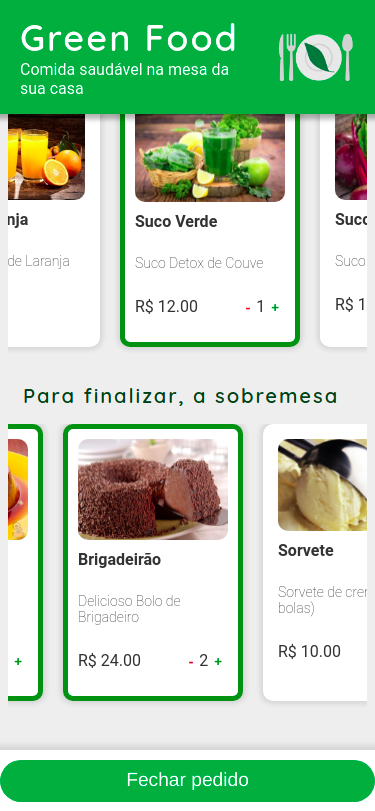 Green Food
Comida saudável na mesa da
sua casa
nja
de Laranja
Suco Verde
Suco Detox de Couve
R$ 12.00
- 1 +
Suco
Suco
R$ 1
Para finalizar, a sobremesa
+
Brigadeirão
Delicioso Bolo de
Brigadeiro
R$ 24.00
- 2 +
Sorvete
Sorvete de crem
bolas)
R$ 10.00
Fechar pedido